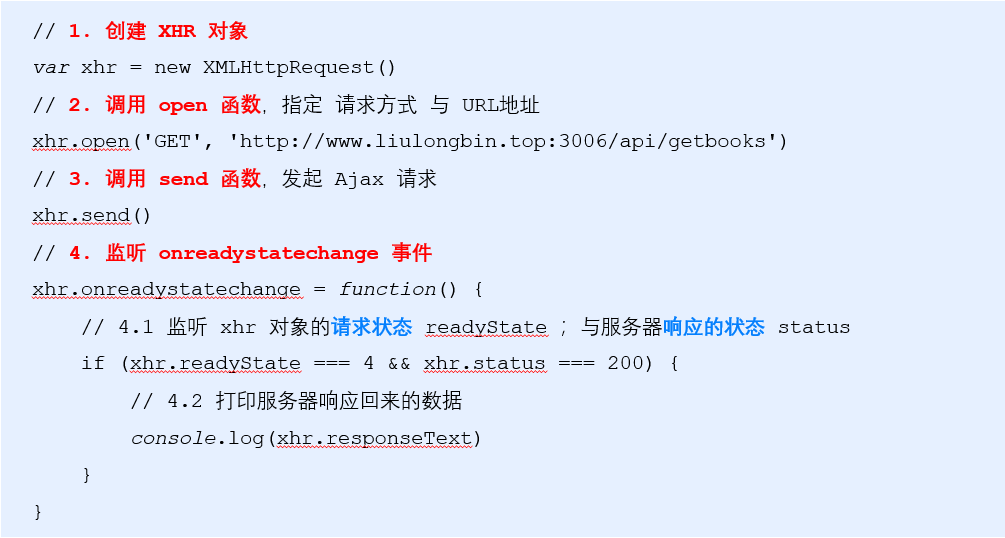 // 1. 创建 XHR 对象
var xhr = new XMLHttpRequest()
// 2. 调用 open 函数，指定 请求方式 与 URL地址
xhr.open('GET', 'http://www.liulongbin.top:3006/api/getbooks')
// 3. 调用 send 函数，发起 Ajax 请求
xhr.send()
// 4. 监听 onreadystatechange 事件
xhr.onreadystatechange = function() {
    // 4.1 监听 xhr 对象的请求状态 readyState ；与服务器响应的状态 status
    if (xhr.readyState === 4 && xhr.status === 200) {
        // 4.2 打印服务器响应回来的数据
        console.log(xhr.responseText)
    }
}